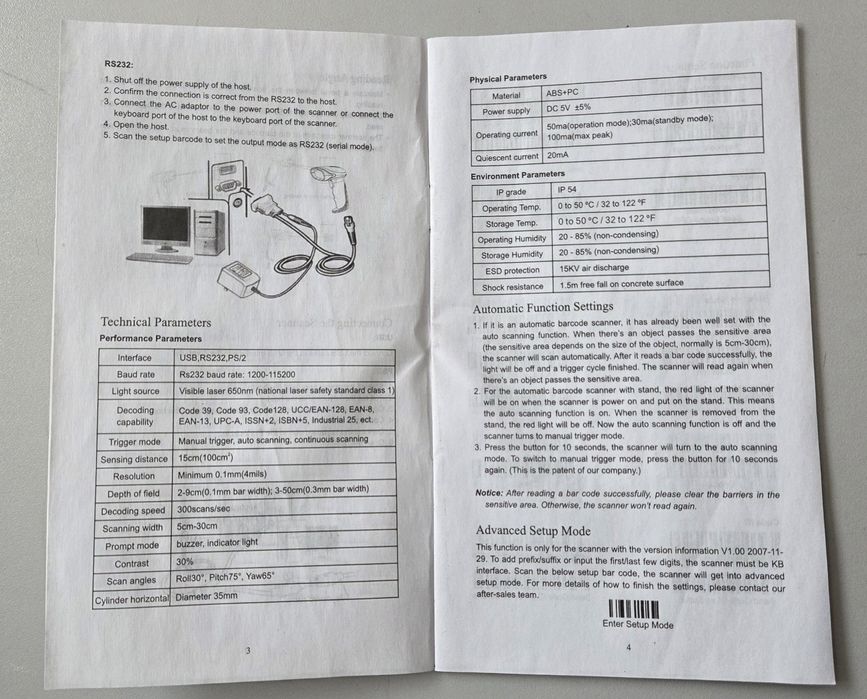 RS232:
1. Shut off the power supply of the host.
2. Confirm the connection is correct from the RS232 to the host.
3. Connect the AC adaptor to the power port of the scanner or connect the
keyboard port of the host to the keyboard port of the scanner.
4. Open the host.
5. Scan the setup barcode to set the output mode as RS232 (serial mode).
Technical Parameters
Performance Parameters
Interface USB,RS232,PS/2
Baud rate Rs232 baud rate: 1200-115200
Light source Visible laser 650nm (national laser safety standard class 1)
Decoding capability Code 39, Code 93, Code128, UCC/EAN-128, EAN-8,
EAN-13, UPC-A, ISSN+2, ISBN+5, Industrial 25, ect.
Trigger mode Manual trigger, auto scanning, continuous scanning
Sensing distance 15cm(100cm²)
Resolution Minimum 0.1mm(4mils)
Depth of field 2-9cm(0.1mm bar width); 3-50cm(0.3mm bar width)
Decoding speed 300scans/sec
Scanning width 5cm-30cm
Prompt mode buzzer, indicator light
Contrast 30%
Scan angles Roll30°, Pitch75°, Yaw65°
Cylinder horizontal Diameter 35mm
3
Physical Parameters
Material ABS+PC
Power supply DC 5V ±5%
Operating current 50ma(operation mode);30ma(standby mode);
100ma(max peak)
Quiescent current 20mA
Environment Parameters
IP grade IP 54
Operating Temp. 0 to 50 °C / 32 to 122 °F
Storage Temp. 0 to 50 °C / 32 to 122 °F
Operating Humidity 20 - 85% (non-condensing)
Storage Humidity 20 - 85% (non-condensing)
ESD protection 15KV air discharge
Shock resistance 1.5m free fall on concrete surface
Automatic Function Settings
1. If it is an automatic barcode scanner, it has already been well set with the
auto scanning function. When there's an object passes the sensitive area
(the sensitive area depends on the size of the object, normally is 5cm-30cm),
the scanner will scan automatically. After it reads a bar code successfully, the
light will be off and a trigger cycle finished. The scanner will read again when
there's an object passes the sensitive area.
2. For the automatic barcode scanner with stand, the red light of the scanner
will be on when the scanner is power on and put on the stand. This means
the auto scanning function is on. When the scanner is removed from the
stand, the red light will be off. Now the auto scanning function is off and the
scanner turns to manual trigger mode.
3. Press the button for 10 seconds, the scanner will turn to the auto scanning
mode. To switch to manual trigger mode, press the button for 10 seconds
again. (This is the patent of our company.)
Notice: After reading a bar code successfully, please clear the barriers in the
sensitive area. Otherwise, the scanner won't read again.
Advanced Setup Mode
This function is only for the scanner with the version information V1.00 2007-11-
29. To add prefix/suffix or input the first/last few digits, the scanner must be KB
interface. Scan the below setup bar code, the scanner will get into advanced
setup mode. For more details of how to finish the settings, please contact our
after-sales team.
Enter Setup Mode
4